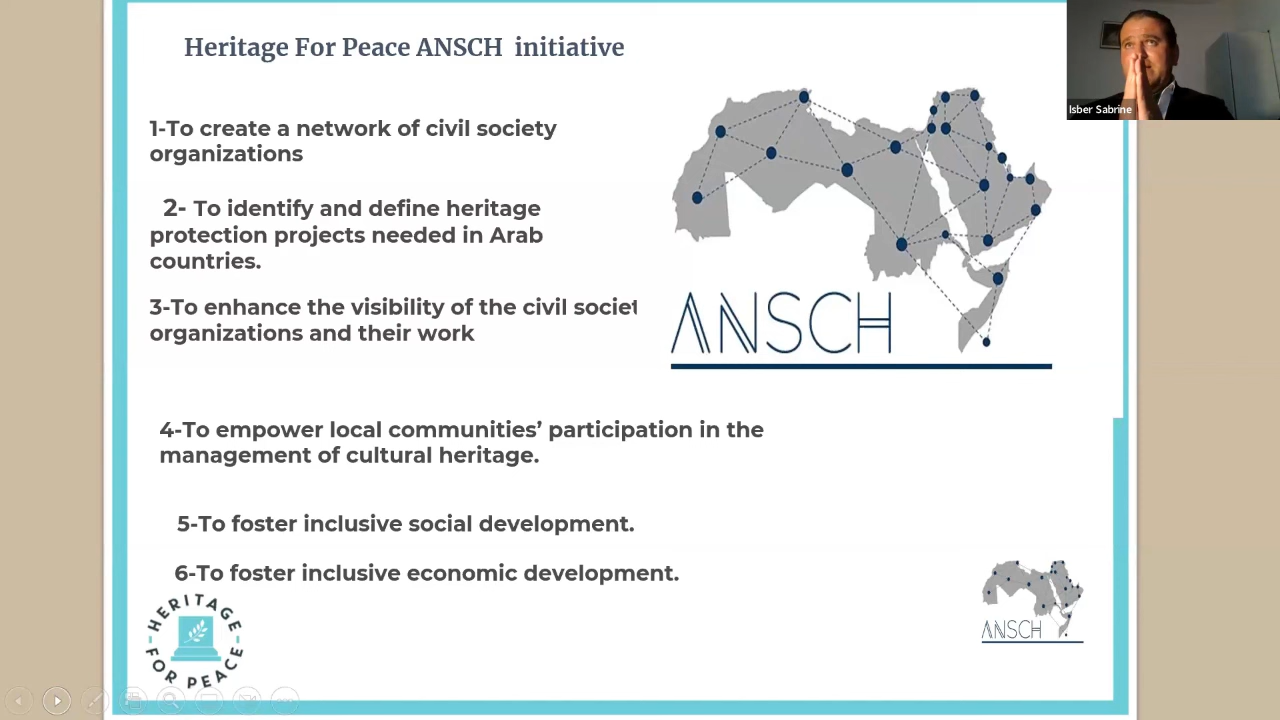 Heritage For Peace ANSCH initiative
Isber Sabrine
1-To create a network of civil society
organizations
2- To identify and define heritage
protection projects needed in Arab
countries.
3-To enhance the visibility of the civil societ
organizations and their work
ANSCH
4-To empower local communities’ participation in the
management of cultural heritage.
5-To foster inclusive social development.
6-To foster inclusive economic development.
HERITAGE
FOR PEACE
ANSCH